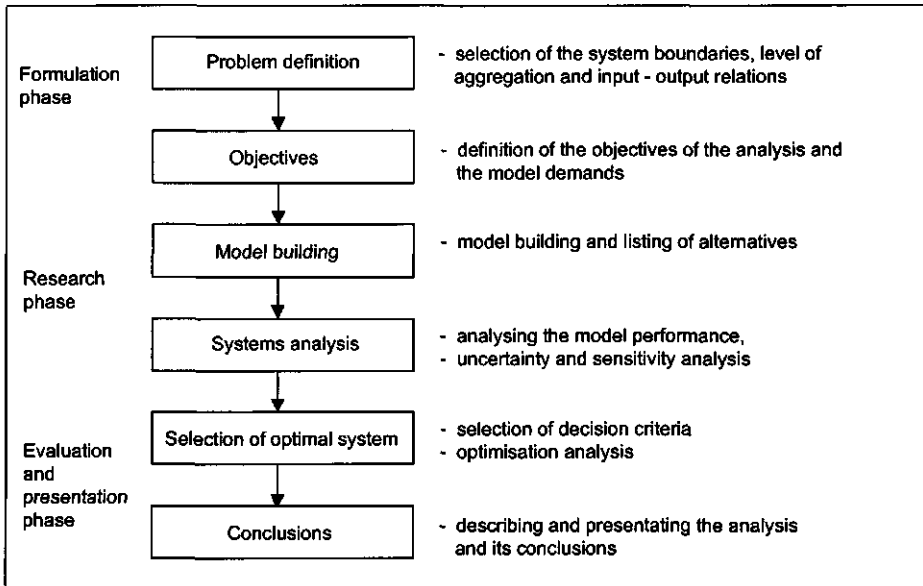 Formulation
phase
Problem definition
- selection of the system boundaries, level of
aggregation and input - output relations
Objectives
- definition of the objectives of the analysis and
the model demands
Research
phase
Model building
- model building and listing of alternatives
Systems analysis
- analysing the model performance,
- uncertainty and sensitivity analysis
Evaluation
and
presentation
phase
Selection of optimal system
- selection of decision criteria
- optimisation analysis
Conclusions
- describing and presentating the analysis
and its conclusions